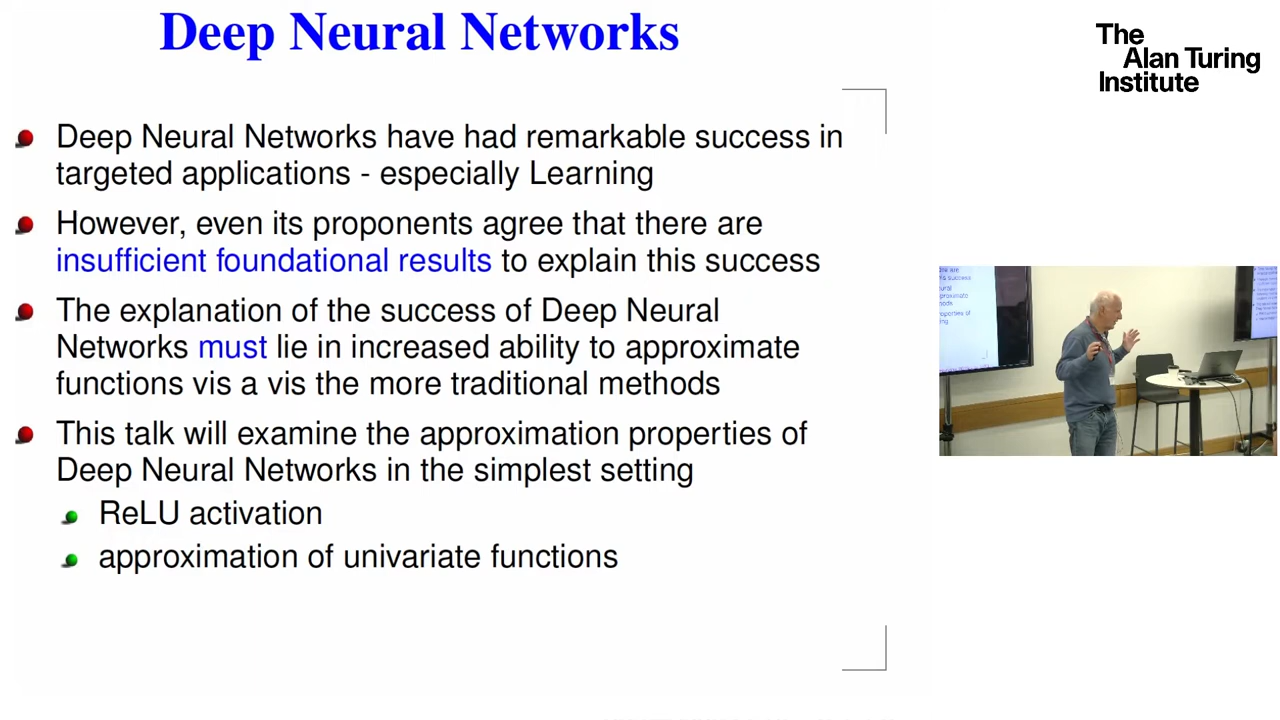 Deep Neural Networks
The
Alan Turing
Institute
Deep Neural Networks have had remarkable success in
targeted applications - especially Learning
However, even its proponents agree that there are
insufficient foundational results to explain this success
The explanation of the success of Deep Neural
Networks must lie in increased ability to approximate
functions vis a vis the more traditional methods
This talk will examine the approximation properties of
Deep Neural Networks in the simplest setting
ReLU activation
approximation of univariate functions